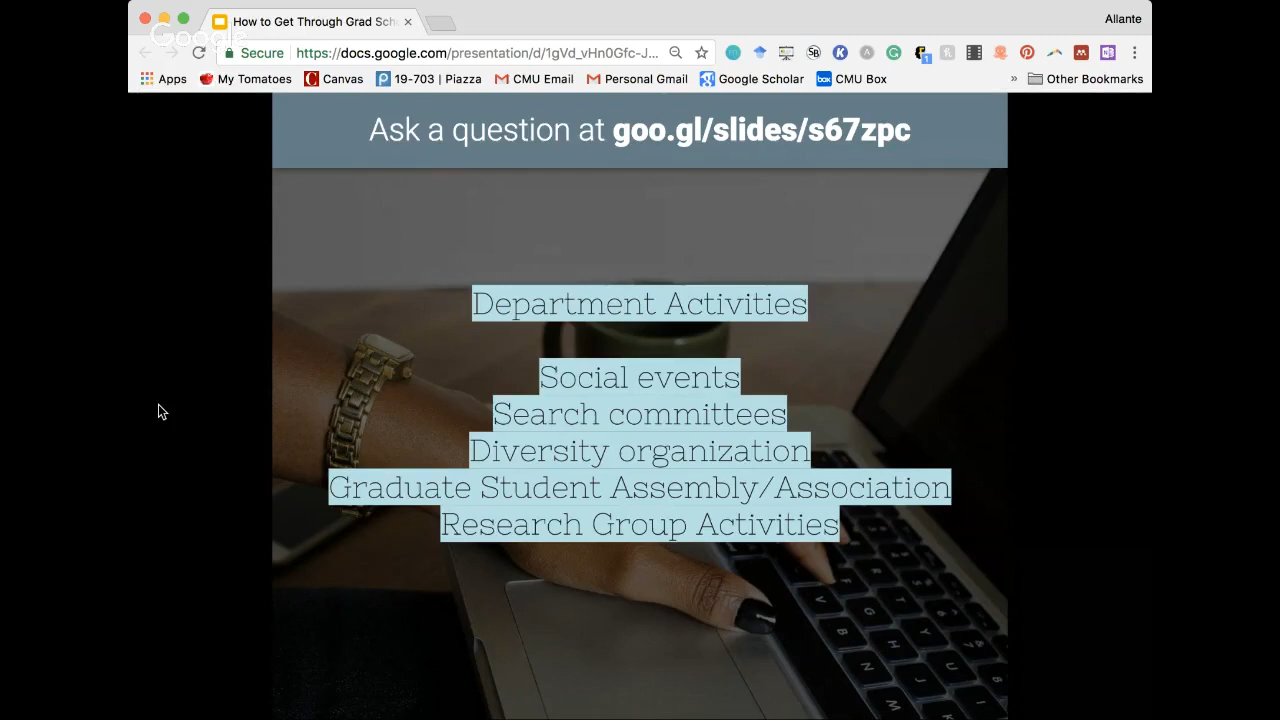 How to Get Through Grad Scho
Allante
Google
Secure https://docs.google.com/presentation/d/1gVd_vHn0Gfc-J...
Apps My Tomatoes Canvas 19-703 | Piazza CMU Email Personal Gmail Google Scholar CMU Box » Other Bookmarks
Ask a question at goo.gl/slides/s67zpc
Department Activities
Social events
Search committees
Diversity organization
Graduate Student Assembly/Association
Research Group Activities